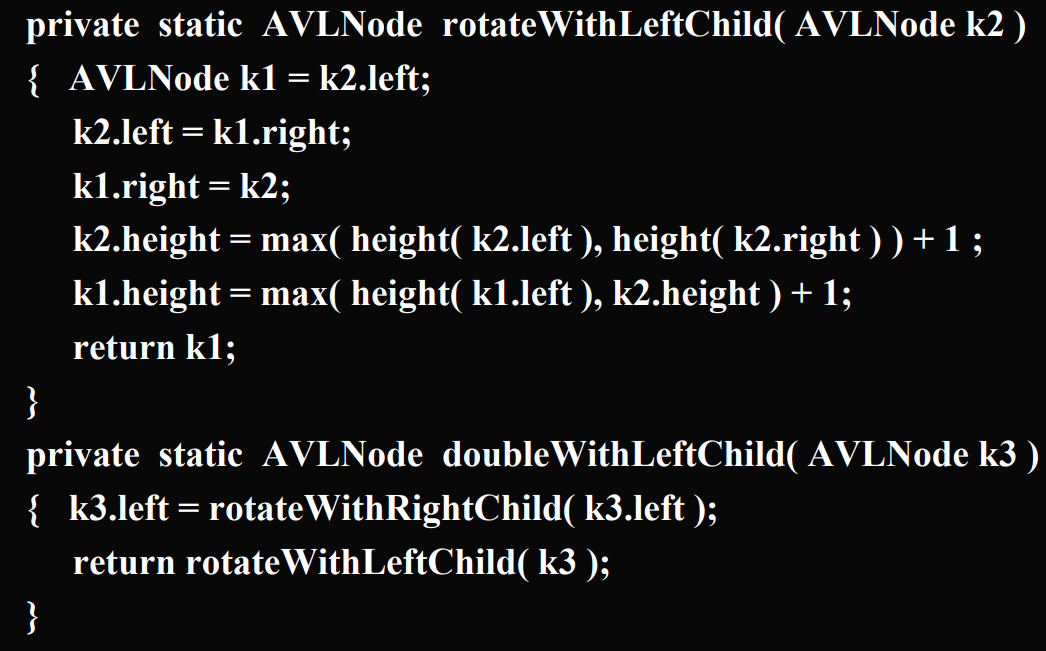 private static AVLNode rotateWithLeftChild( AVLNode k2 )
{ AVLNode k1 = k2.left;
k2.left = k1.right;
k1.right = k2;
k2.height = max( height( k2.left ), height( k2.right ) ) + 1 ;
k1.height = max( height( k1.left ), k2.height ) + 1;
return k1;
}
private static AVLNode doubleWithLeftChild( AVLNode k3 )
{ k3.left = rotateWithRightChild( k3.left );
return rotateWithLeftChild( k3 );
}